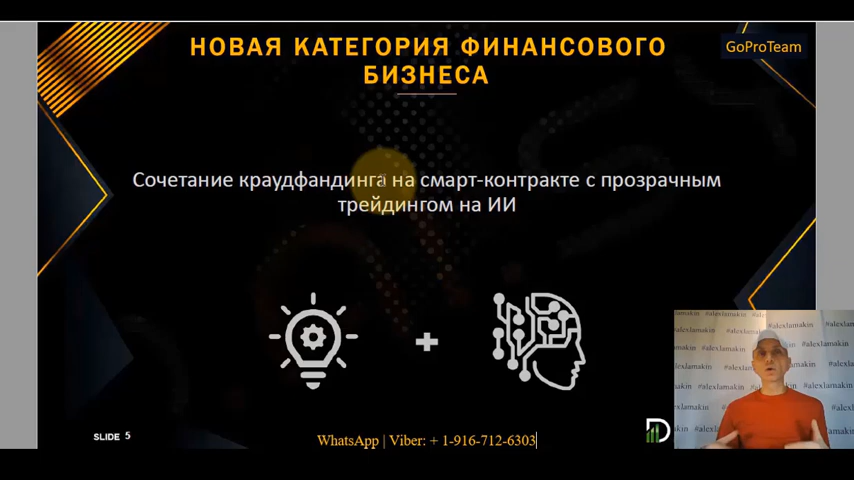 НОВАЯ КАТЕГОРИЯ ФИНАНСОВОГО
БИЗНЕСА
GoProTeam
Сочетание краудфандинга на смарт-контракте с прозрачным
трейдингом на ИИ
+
#alexlamakin
SLIDE 5
WhatsApp | Viber: + 1-916-712-6303